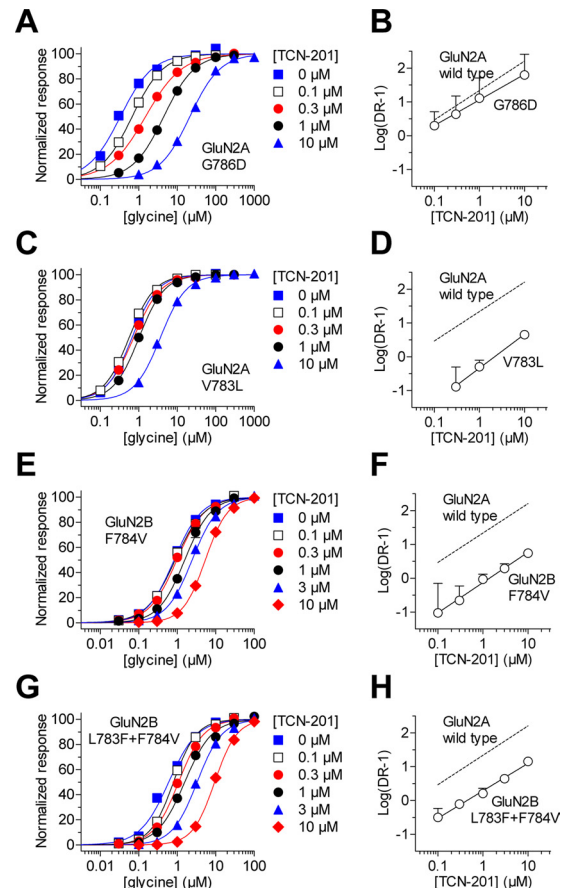 A
[TCN-201]
0 µM
0.1 µM
0.3 µM
1 µM
10 µM
Normalized response
100
80
60
40
20
0
GluN2A
G786D
0.1 1 10 100 1000
[glycine] (µM)
B
Log(DR-1)
2
1
0
-1
GluN2A
wild type
G786D
0.1 1 10
[TCN-201] (µM)
C
[TCN-201]
0 µM
0.1 µM
0.3 µM
1 µM
10 µM
Normalized response
100
80
60
40
20
0
GluN2A
V783L
0.1 1 10 100 1000
[glycine] (µM)
D
Log(DR-1)
2
1
0
-1
GluN2A
wild type
V783L
0.1 1 10
[TCN-201] (µM)
E
[TCN-201]
0 µM
0.1 µM
0.3 µM
1 µM
3 µM
10 µM
Normalized response
100
80
60
40
20
0
GluN2B
F784V
0.01 0.1 1 10 100
[glycine] (µM)
F
Log(DR-1)
2
1
0
-1
GluN2A
wild type
GluN2B
F784V
0.1 1 10
[TCN-201] (µM)
G
[TCN-201]
0 µM
0.1 µM
0.3 µM
1 µM
3 µM
10 µM
Normalized response
100
80
60
40
20
0
GluN2B
L783F+F784V
0.01 0.1 1 10 100
[glycine] (µM)
H
Log(DR-1)
2
1
0
-1
GluN2A
wild type
GluN2B
L783F+F784V
0.1 1 10
[TCN-201] (µM)